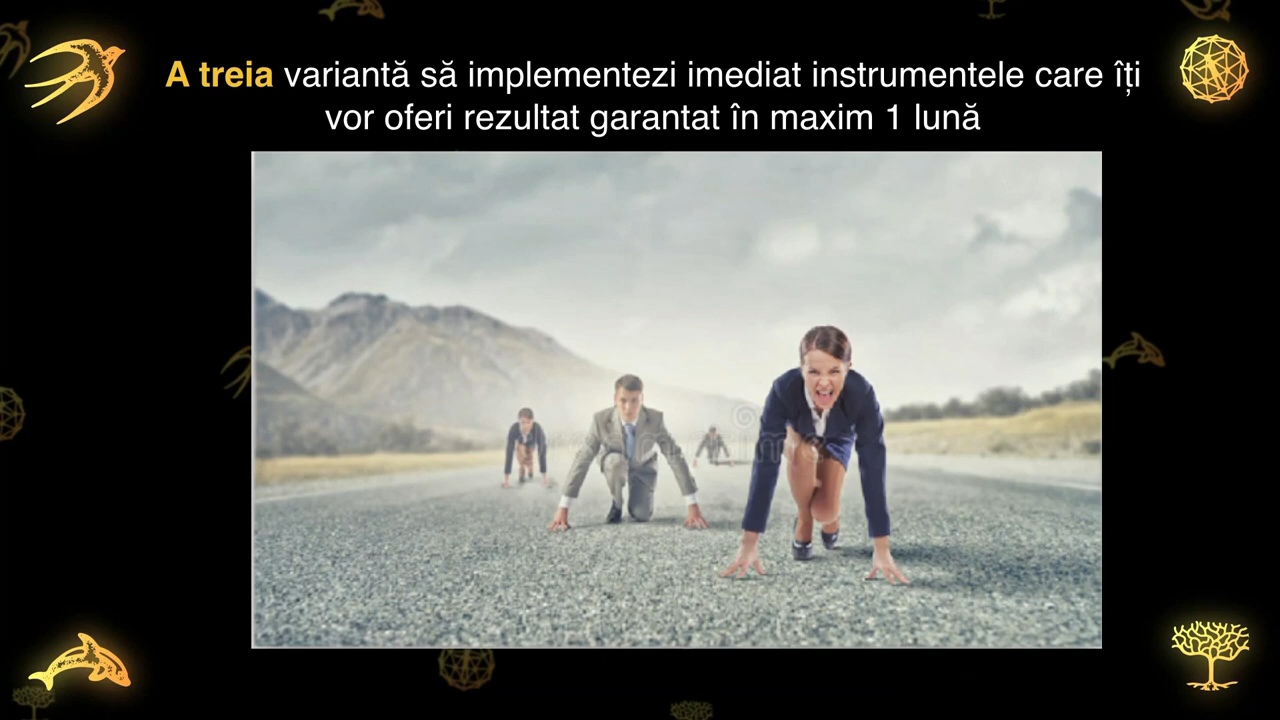 A treia variantă să implementezi imediat instrumentele care îți
vor oferi rezultat garantat în maxim 1 lună